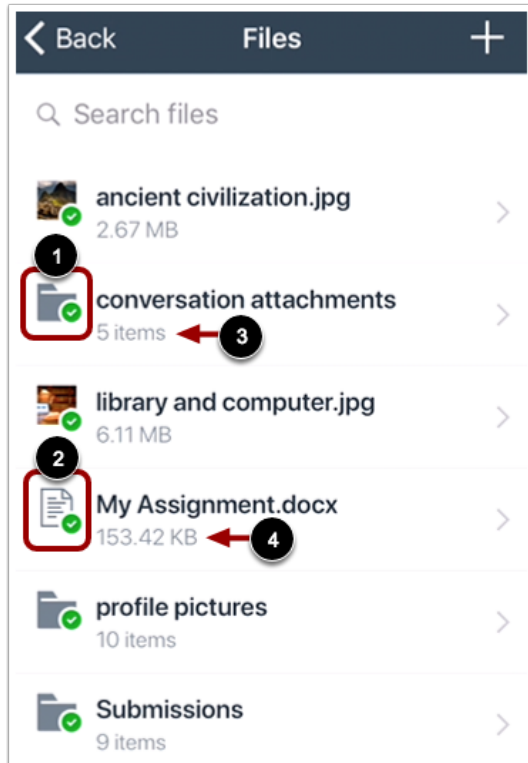 Back Files +
Search files
ancient civilization.jpg
2.67 MB
1
conversation attachments
5 items 3
library and computer.jpg
6.11 MB
2
My Assignment.docx
153.42 KB 4
profile pictures
10 items
Submissions
9 items